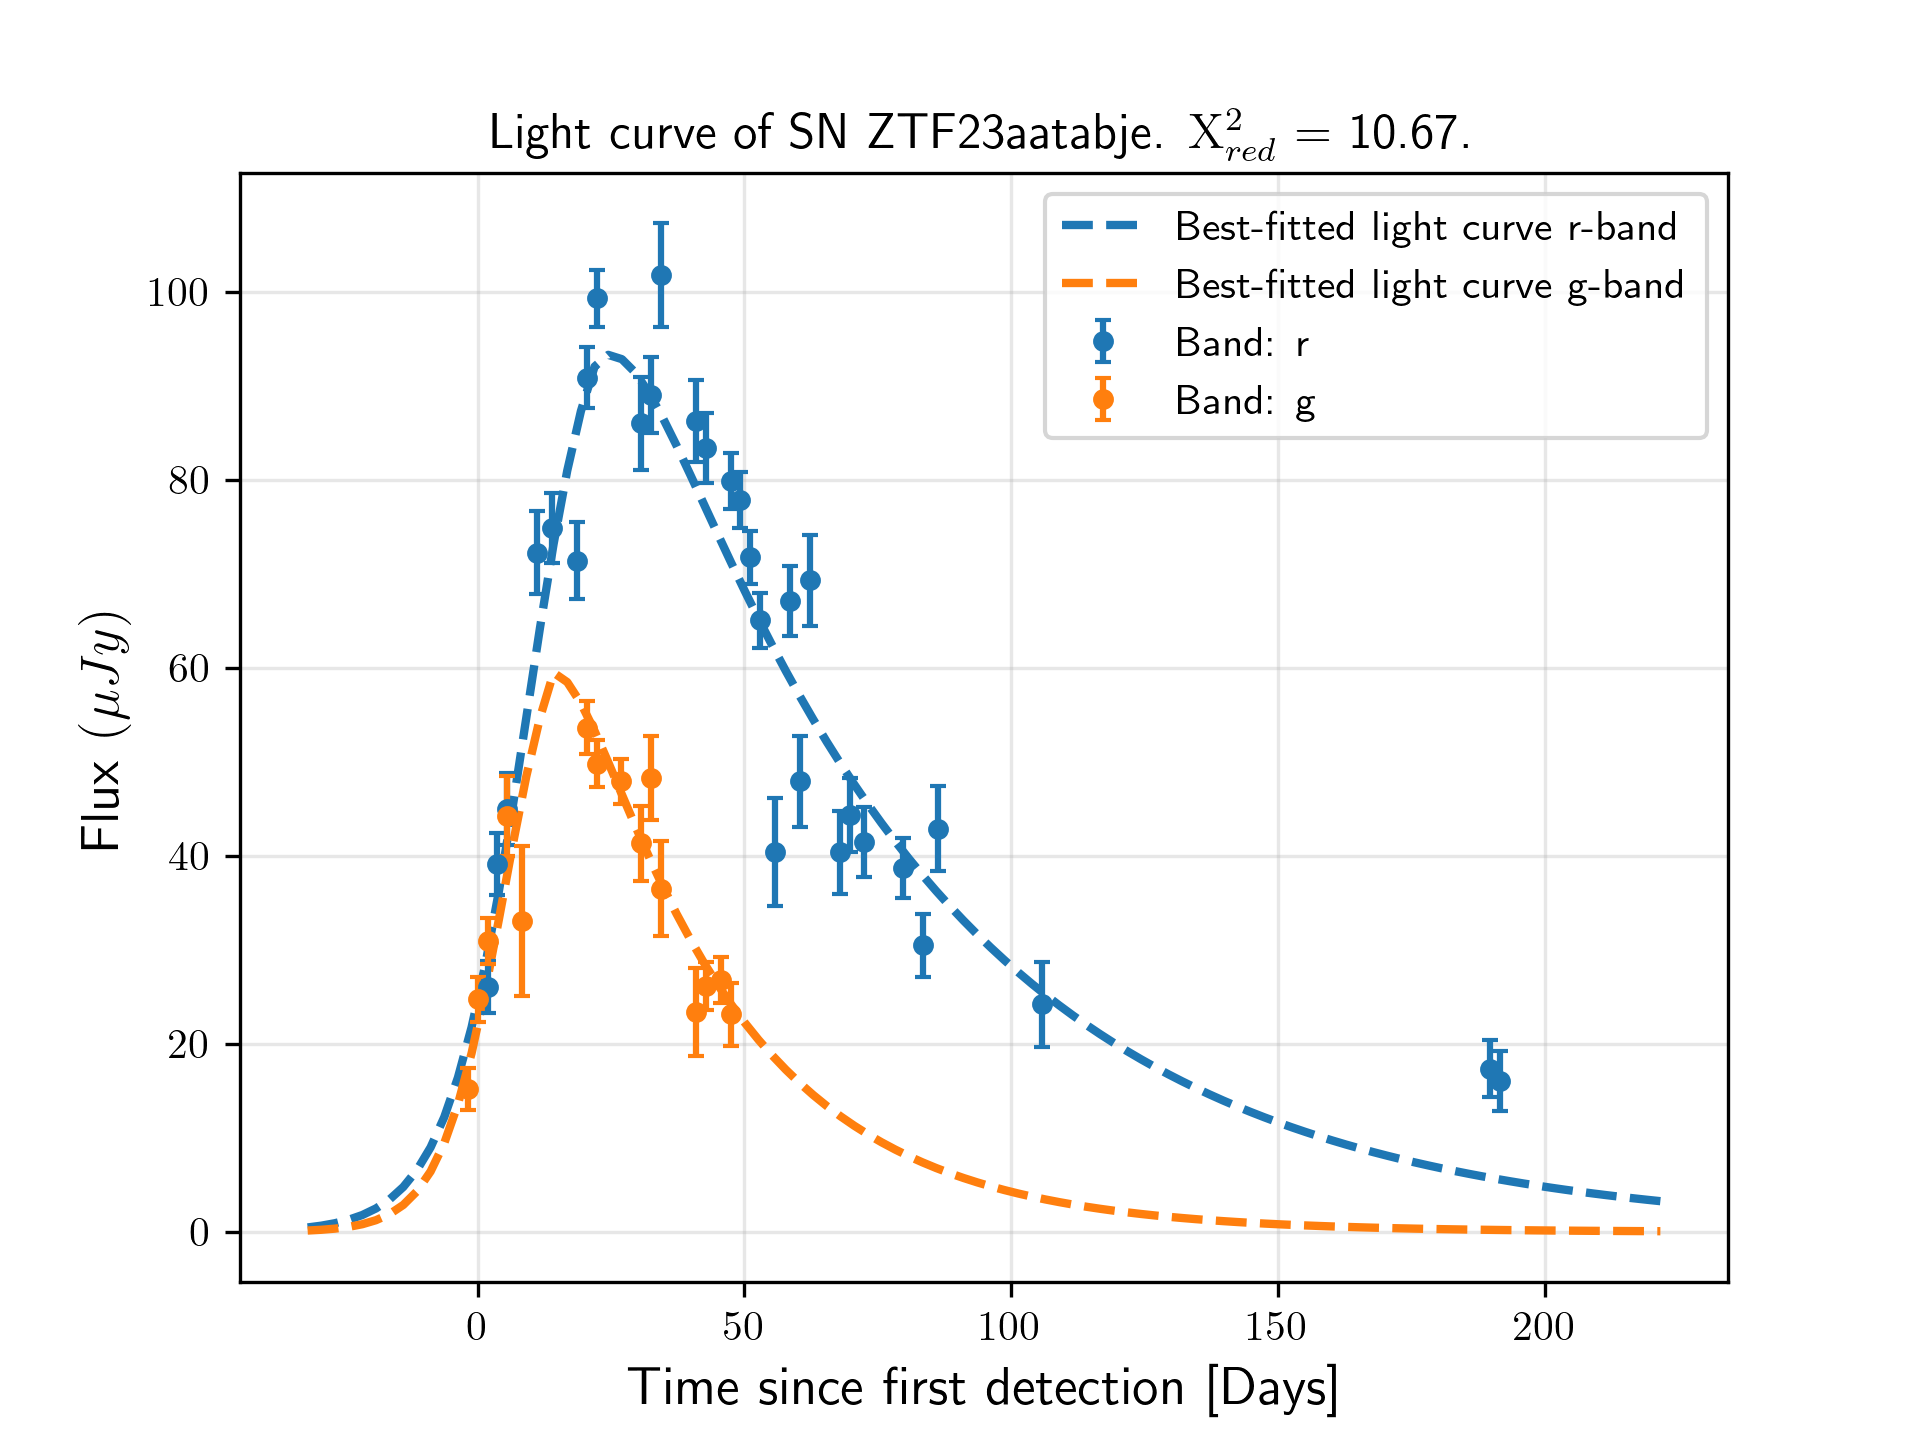 Light curve of SN ZTF23aatabje. X²_red = 10.67.
Best-fitted light curve r-band
Best-fitted light curve g-band
Band: r
Band: g
Flux (μJy)
100
80
60
40
20
0
0 50 100 150 200
Time since first detection [Days]